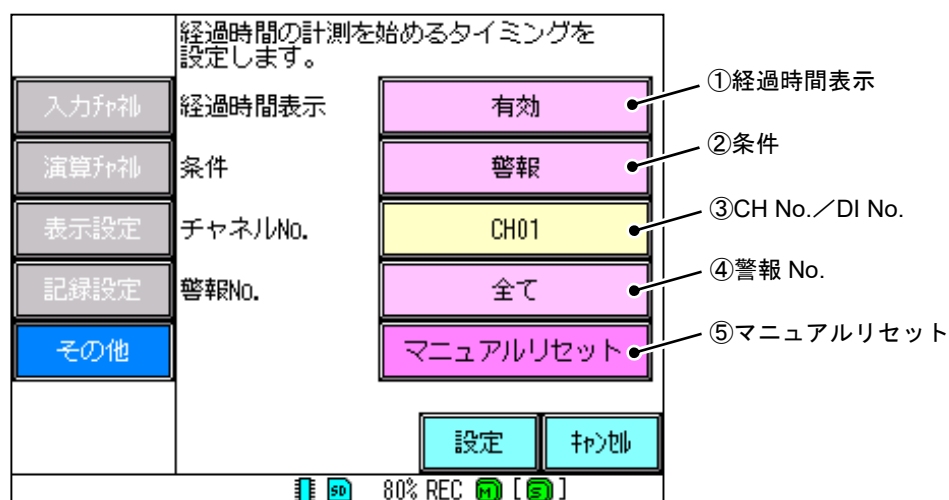 経過時間の計測を始めるタイミングを
設定します。
入力ﾁｬﾈﾙ
経過時間表示
有効
①経過時間表示
演算ﾁｬﾈﾙ
条件
警報
②条件
表示設定
チャネルNo.
CH01
③CH No.／DI No.
記録設定
警報No.
全て
④警報 No.
その他
マニュアルリセット
⑤マニュアルリセット
設定
ｷｬﾝｾﾙ
SD
80% REC M [ S ]